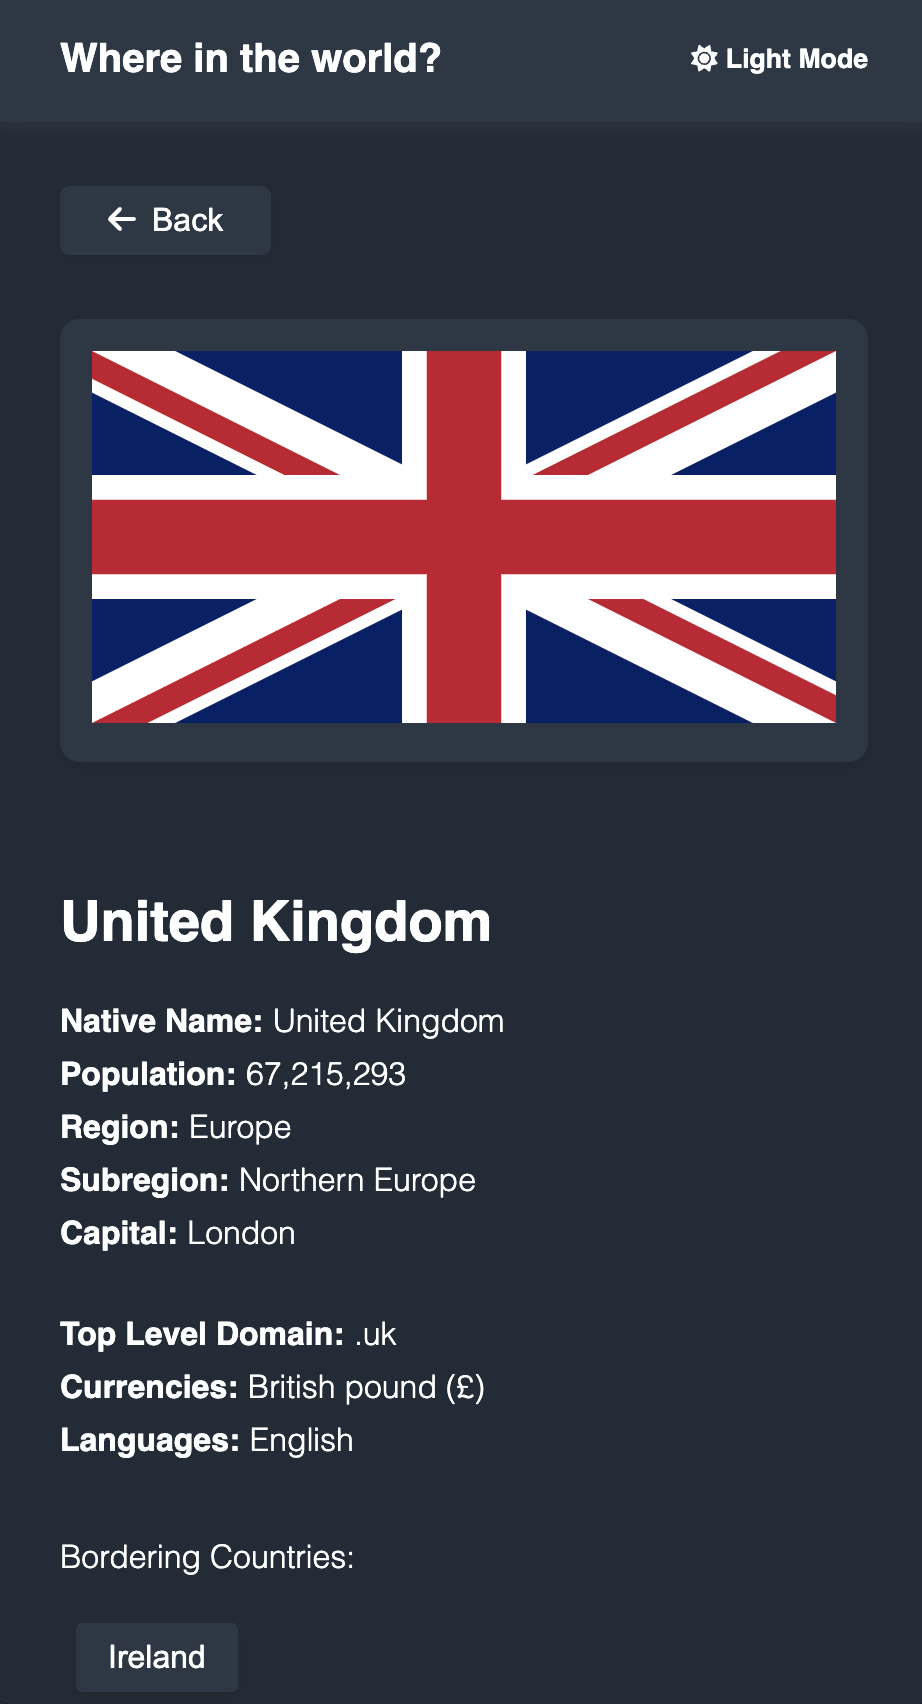 Where in the world?
Light Mode
Back
United Kingdom
Native Name: United Kingdom
Population: 67,215,293
Region: Europe
Subregion: Northern Europe
Capital: London
Top Level Domain: .uk
Currencies: British pound (£)
Languages: English
Bordering Countries:
Ireland